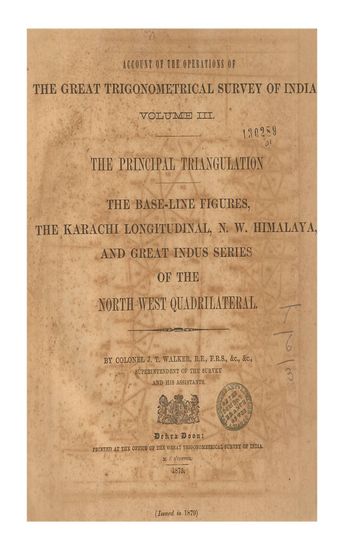 ACCOUNT OF THE OPERATIONS OF
THE GREAT TRIGONOMETRICAL SURVEY OF INDIA
VOLUME III.
130289
THE PRINCIPAL TRIANGULATION
THE BASE-LINE FIGURES,
THE KARACHI LONGITUDINAL, N. W. HIMALAYA,
AND GREAT INDUS SERIES
OF THE
NORTH WEST QUADRILATERAL.
BY COLONEL J. T. WALKER, R.E., F.R.S., &c., &c.,
SUPERINTENDENT OF THE SURVEY
AND HIS ASSISTANTS.
Dehra Doon:
PRINTED AT THE OFFICE OF THE GREAT TRIGONOMETRICAL SURVEY OF INDIA.
1873.
(Issued in 1879)